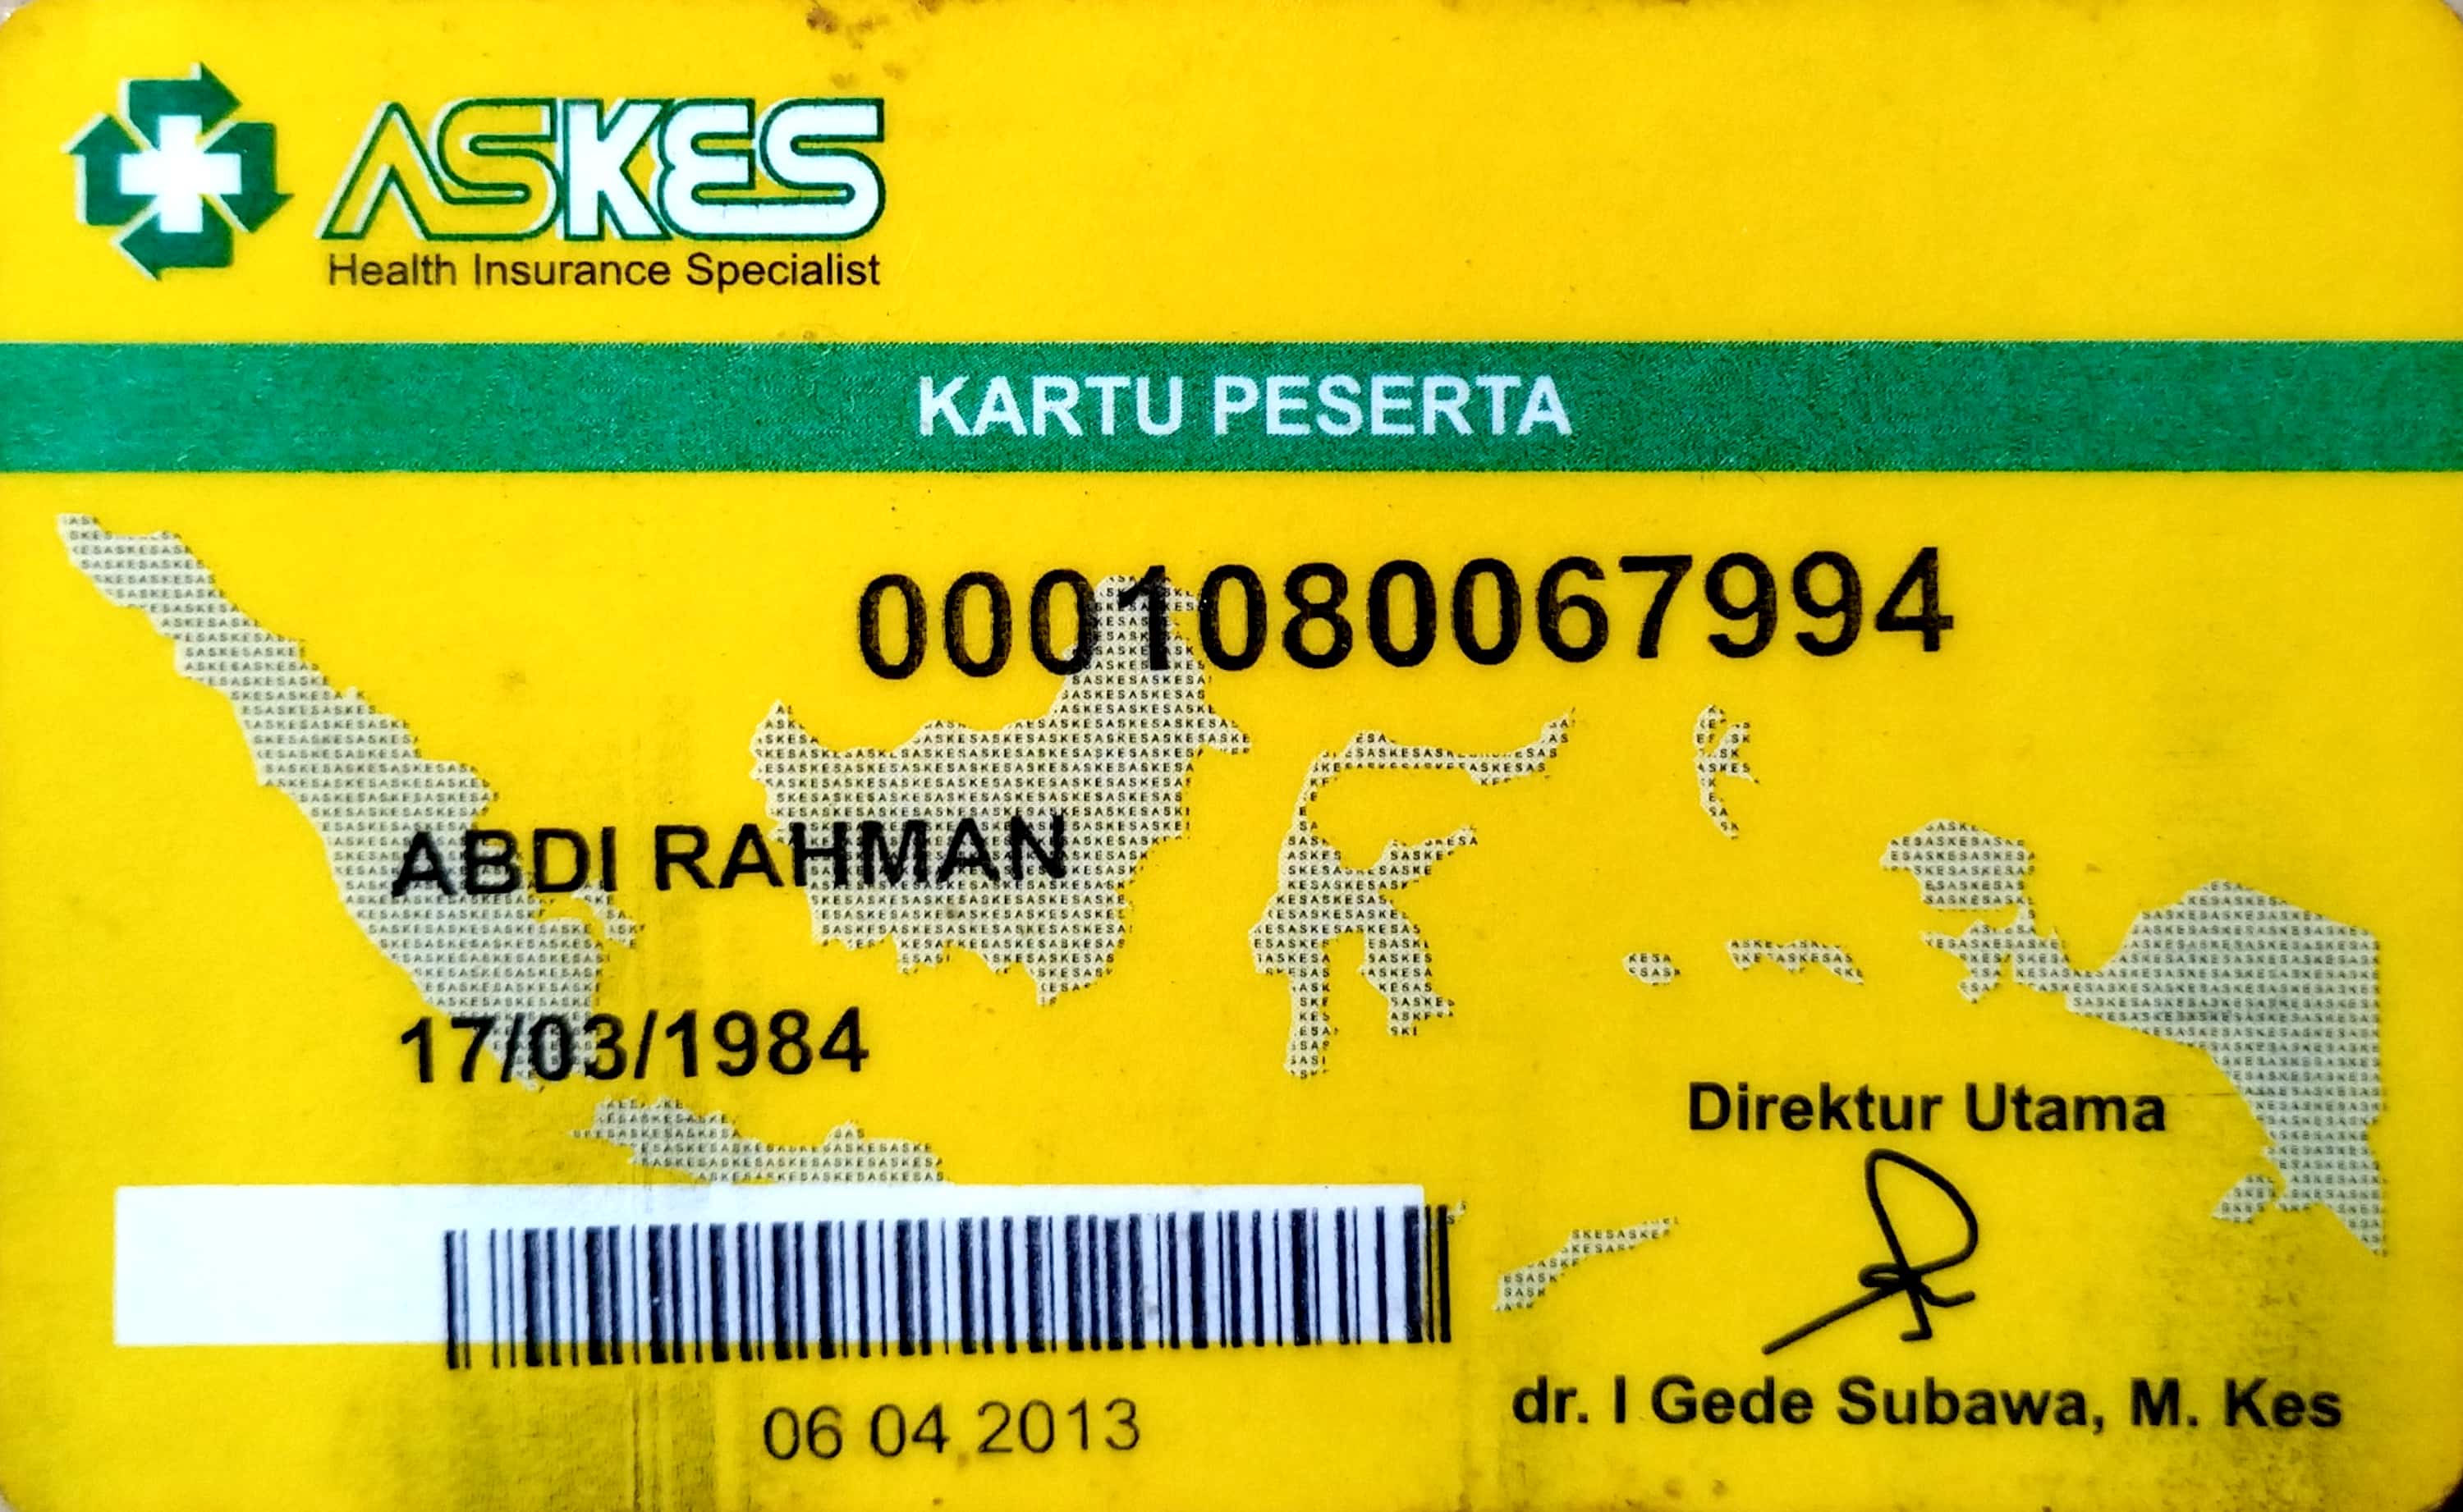 ASKES
Health Insurance Specialist
KARTU PESERTA
0001080067994
ABDI RAHMAN
17/03/1984
Direktur Utama
dr. I Gede Subawa, M. Kes
06 04 2013